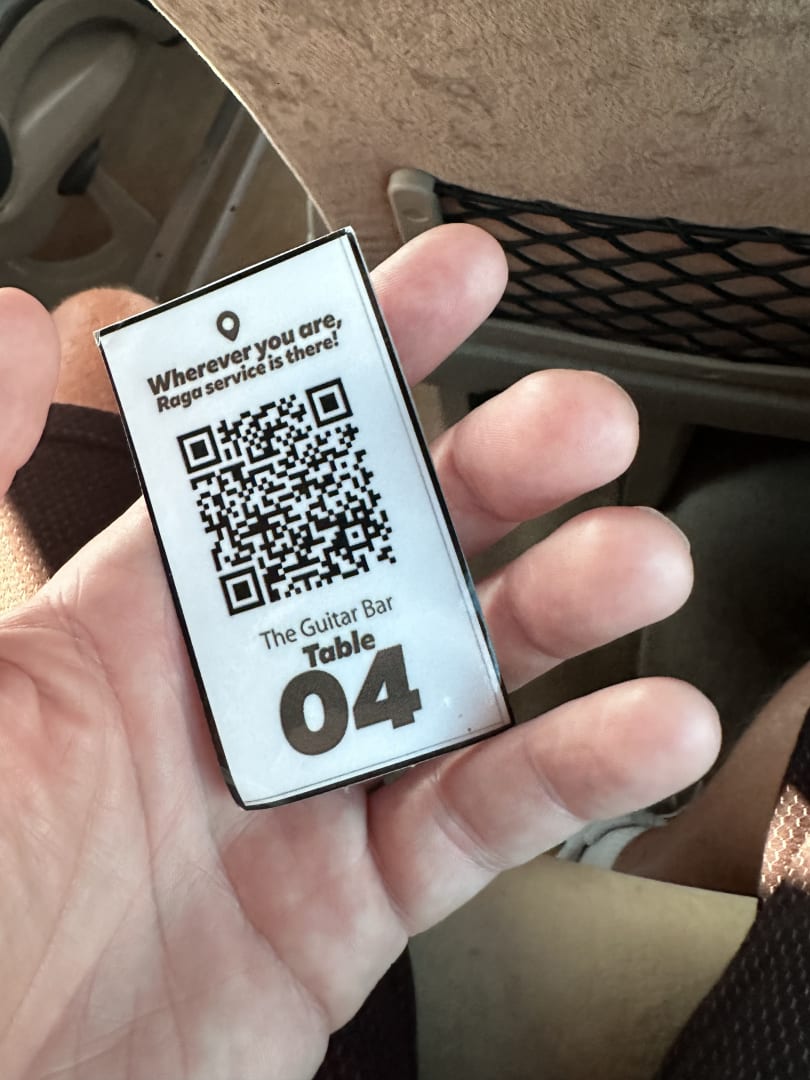 Wherever you are,
Raga service is there!
The Guitar Bar
Table
04